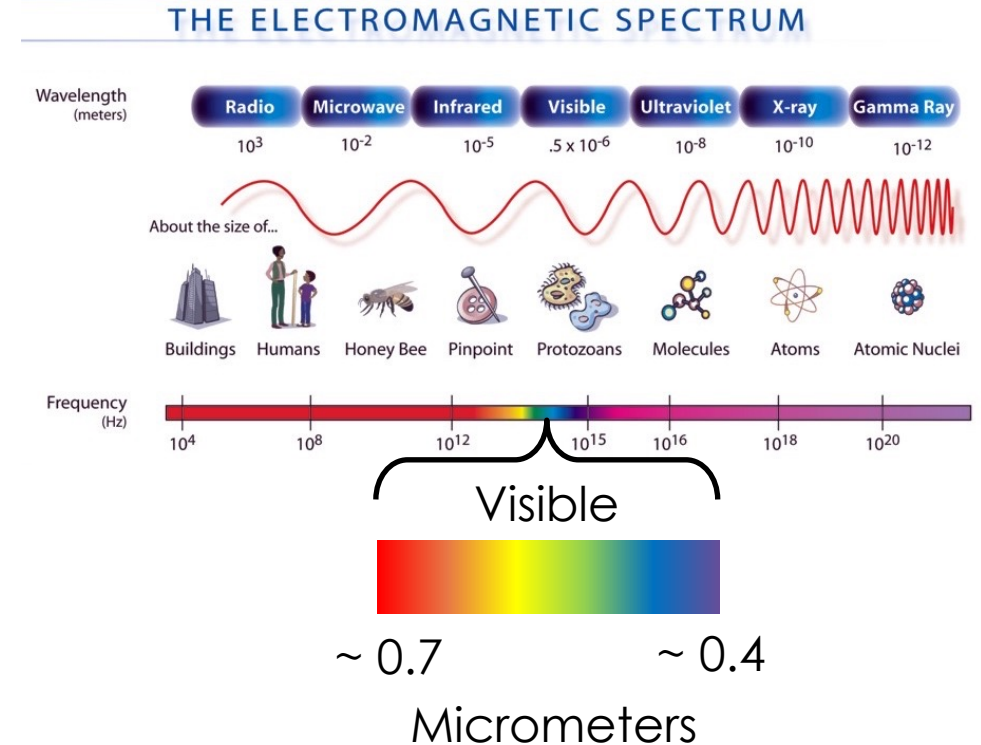 THE ELECTROMAGNETIC SPECTRUM
Wavelength
(meters)
Radio Microwave Infrared Visible Ultraviolet X-ray Gamma Ray
10³ 10⁻² 10⁻⁵ .5 x 10⁻⁶ 10⁻⁸ 10⁻¹⁰ 10⁻¹²
About the size of...
Buildings Humans Honey Bee Pinpoint Protozoans Molecules Atoms Atomic Nuclei
Frequency
(Hz)
10⁴ 10⁸ 10¹² 10¹⁵ 10¹⁶ 10¹⁸ 10²⁰
Visible
~ 0.7 ~ 0.4
Micrometers